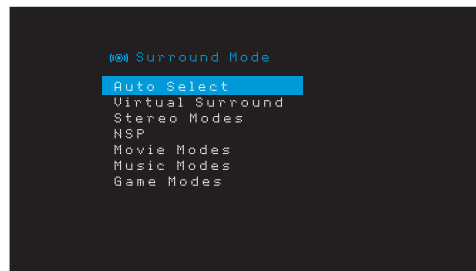 Surround Mode
Auto Select
Virtual Surround
Stereo Modes
NSP
Movie Modes
Music Modes
Game Modes